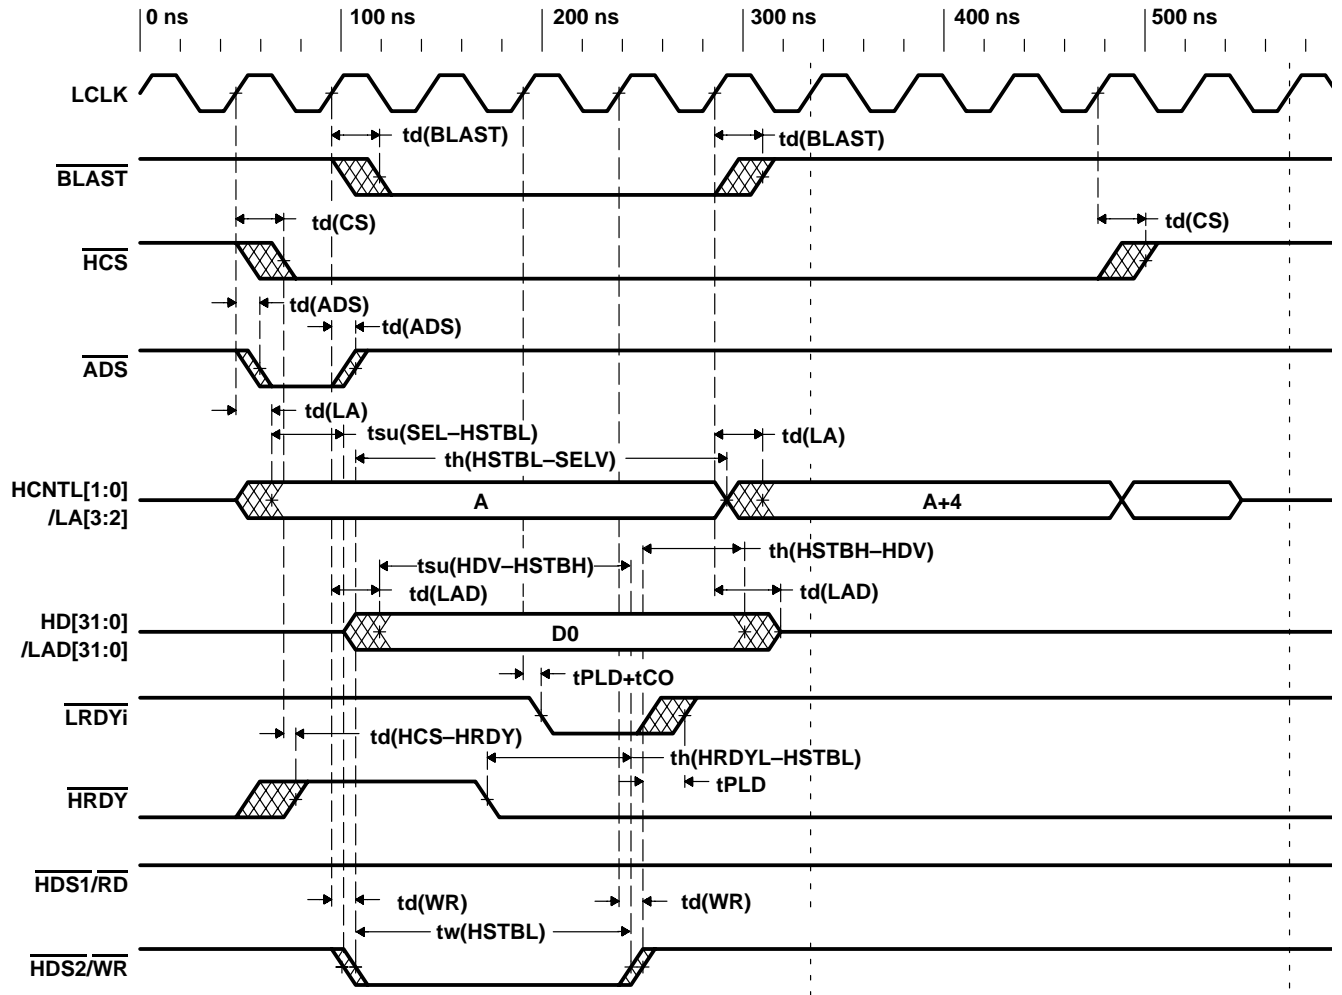 0 ns 100 ns 200 ns 300 ns 400 ns 500 ns
LCLK
td(BLAST) td(BLAST)
BLAST
td(CS) td(CS)
HCS
td(ADS)
td(ADS)
ADS
td(LA)
tsu(SEL–HSTBL) td(LA)
th(HSTBL–SELV)
HCNTL[1:0]
/LA[3:2]
A A+4
th(HSTBH–HDV)
tsu(HDV–HSTBH)
td(LAD) td(LAD)
HD[31:0]
/LAD[31:0]
D0
tPLD+tCO
LRDYi
td(HCS–HRDY)
th(HRDYL–HSTBL)
tPLD
HRDY
HDS1/RD
td(WR) td(WR)
tw(HSTBL)
HDS2/WR